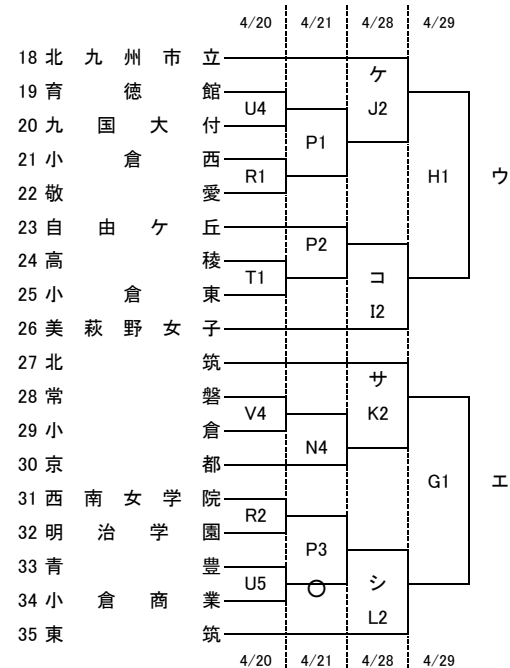 4/20 4/21 4/28 4/29
18 北九州市立
ケ
19 育徳館
U4 J2
20 九国大付
P1
21 小倉西
R1 H1 ウ
22 敬愛
23 自由ケ丘
P2
24 高稜
T1 コ
25 小倉東
I2
26 美萩野女子
27 北筑
サ
28 常磐
V4 K2
29 小倉
N4
30 京都
G1 エ
31 西南女学院
R2
32 明治学園
P3
33 青豊
U5 シ
○
34 小倉商業
L2
35 東筑
4/20 4/21 4/28 4/29